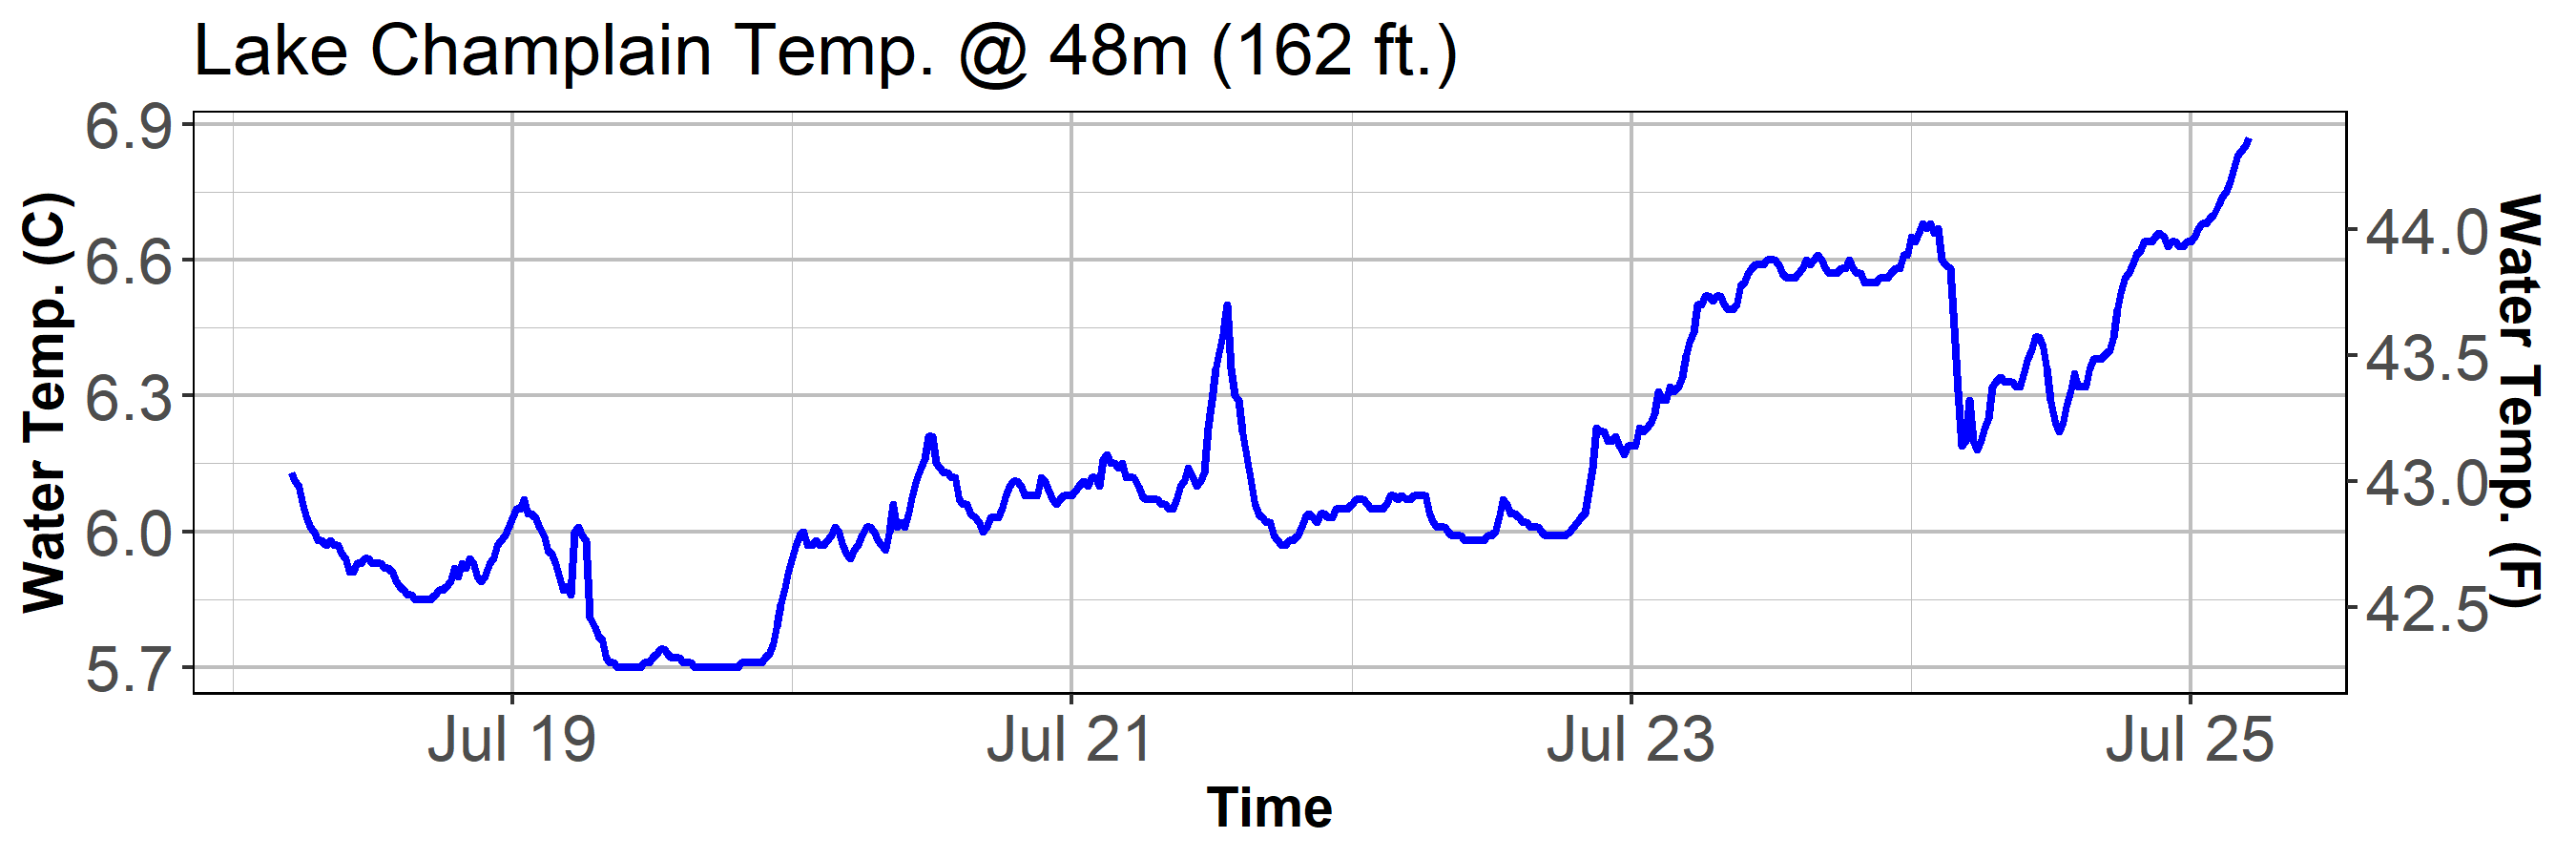 Lake Champlain Temp. @ 48m (162 ft.)
Water Temp. (C)
6.9
6.6
6.3
6.0
5.7
Water Temp. (F)
44.0
43.5
43.0
42.5
Jul 19
Jul 21
Jul 23
Jul 25
Time